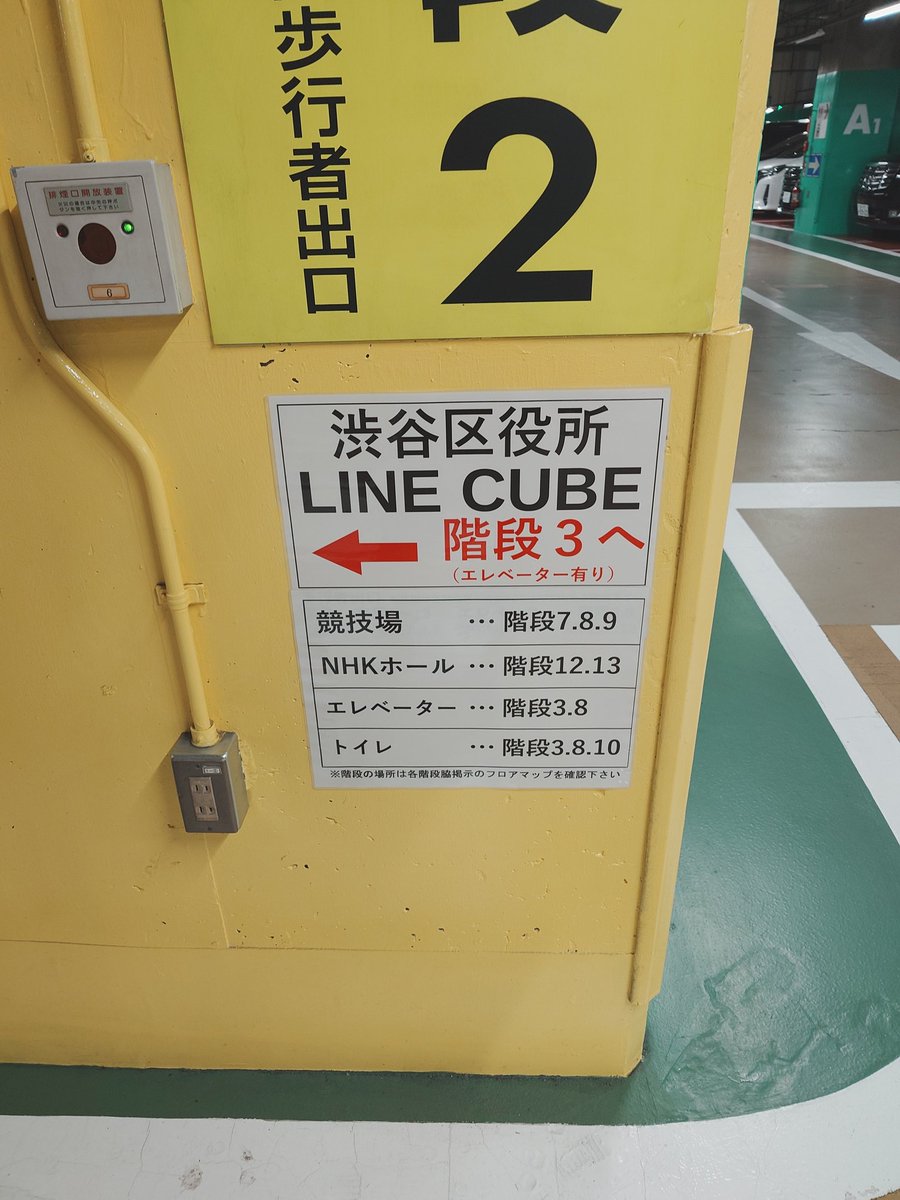 歩行者出口
2
排煙口開放装置
6
A1
渋谷区役所
LINE CUBE
階段3へ
(エレベーター有り)
競技場 … 階段7.8.9
NHKホール … 階段12.13
エレベーター … 階段3.8
トイレ … 階段3.8.10
※階段の場所は各階段脇掲示のフロアマップを確認下さい